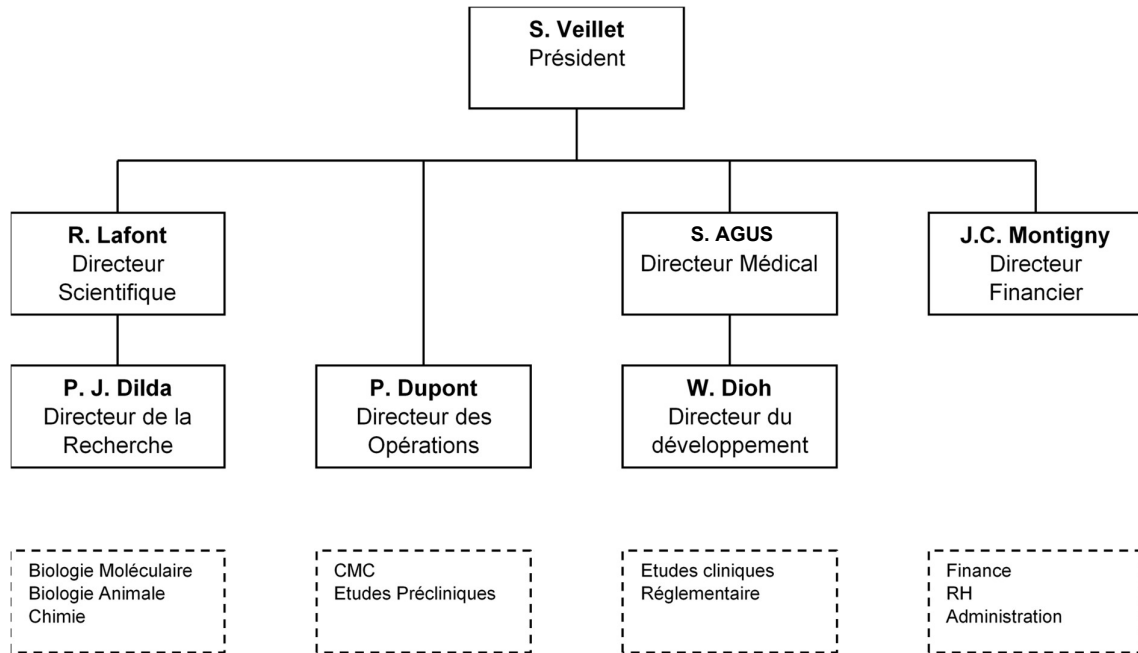 S. Veillet
Président
R. Lafont
Directeur
Scientifique
S. AGUS
Directeur Médical
J.C. Montigny
Directeur
Financier
P. J. Dilda
Directeur de la
Recherche
P. Dupont
Directeur des
Opérations
W. Dioh
Directeur du
développement
Biologie Moléculaire
Biologie Animale
Chimie
CMC
Etudes Précliniques
Etudes cliniques
Réglementaire
Finance
RH
Administration